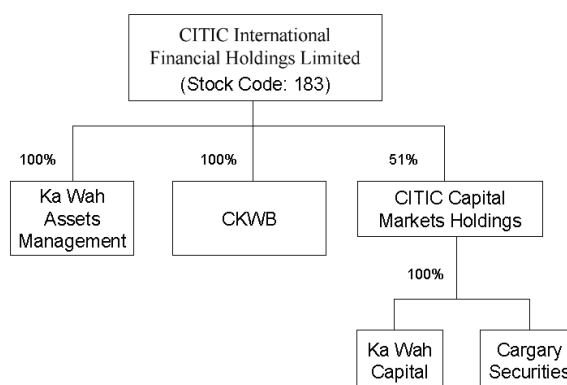 CITIC International
Financial Holdings Limited
(Stock Code: 183)
100%
100%
51%
Ka Wah
Assets
Management
CKWB
CITIC Capital
Markets Holdings
100%
Ka Wah
Capital
Cargary
Securities